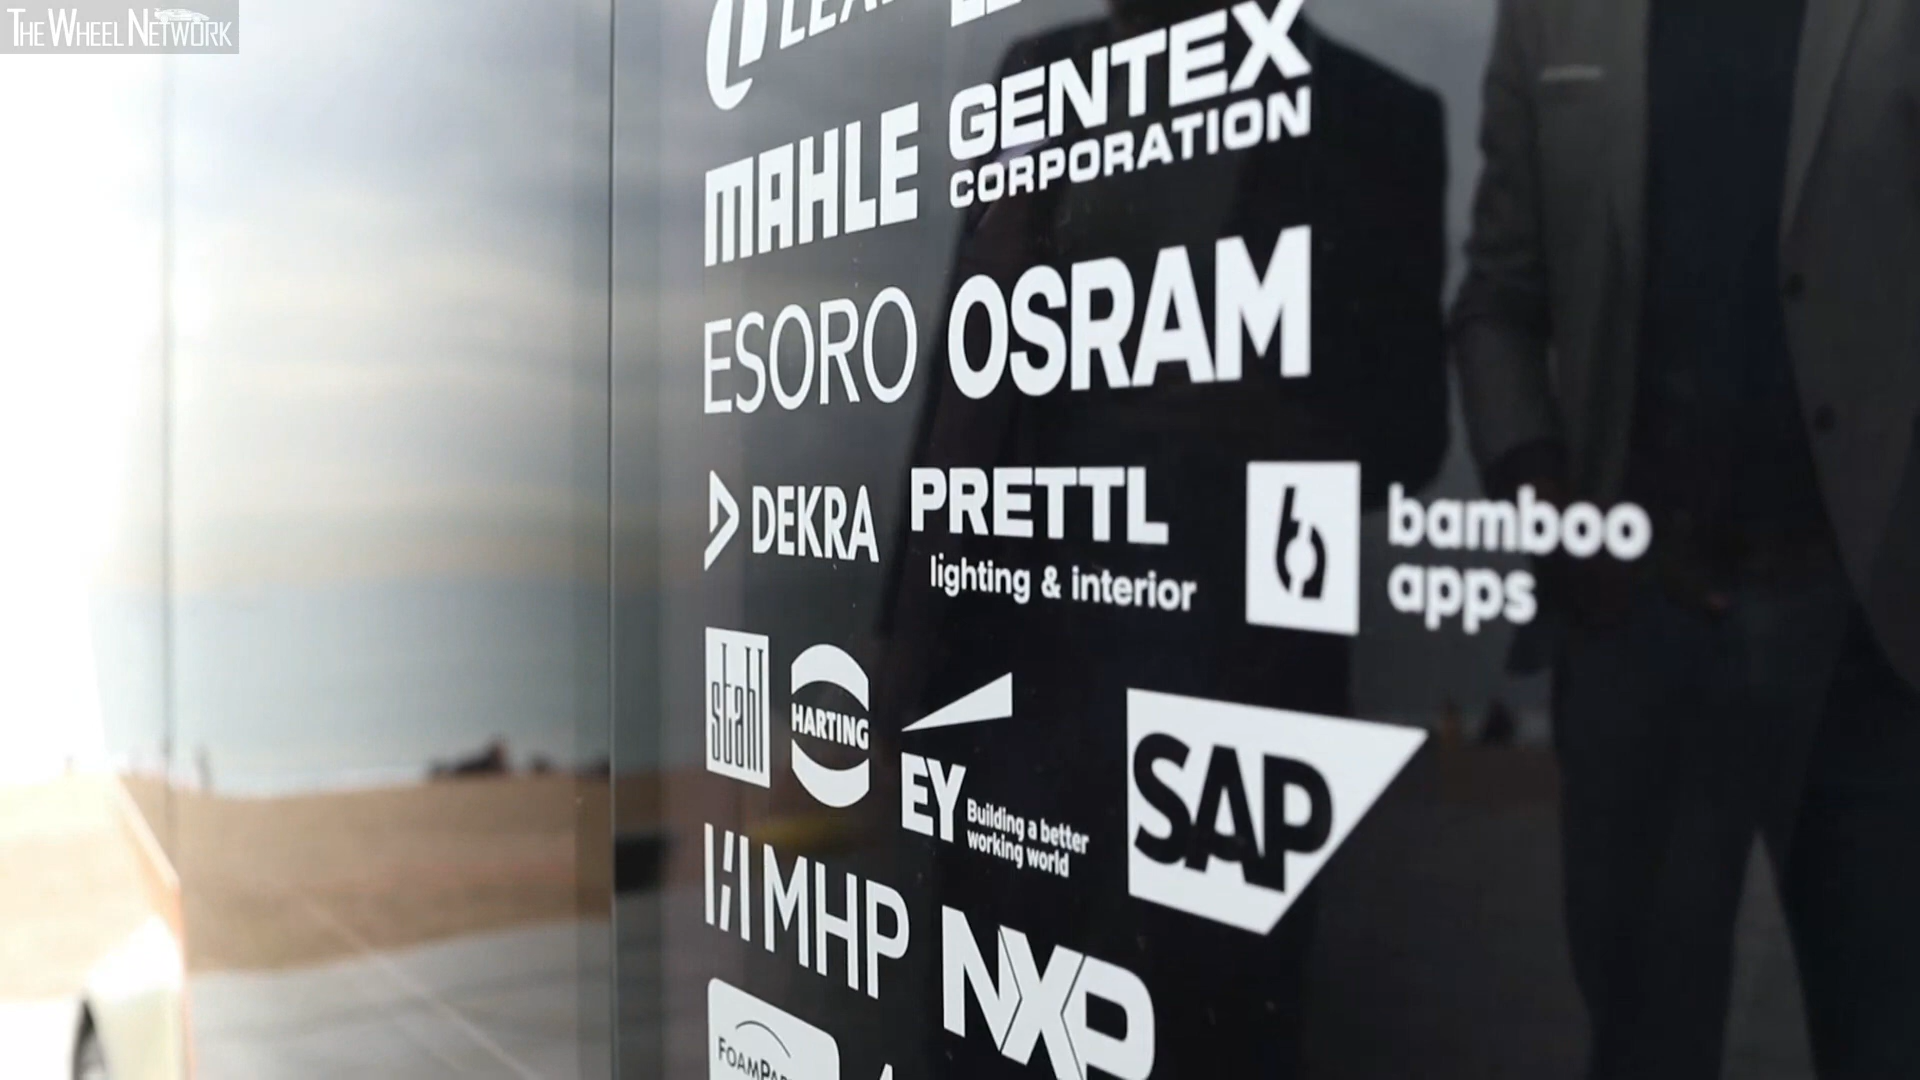 THE WHEEL NETWORK
MAHLE GENTEX
CORPORATION
ESORO OSRAM
DEKRA PRETTL
lighting & interior
bamboo
apps
stahl HARTING
EY Building a better
working world
SAP
MHP NXP